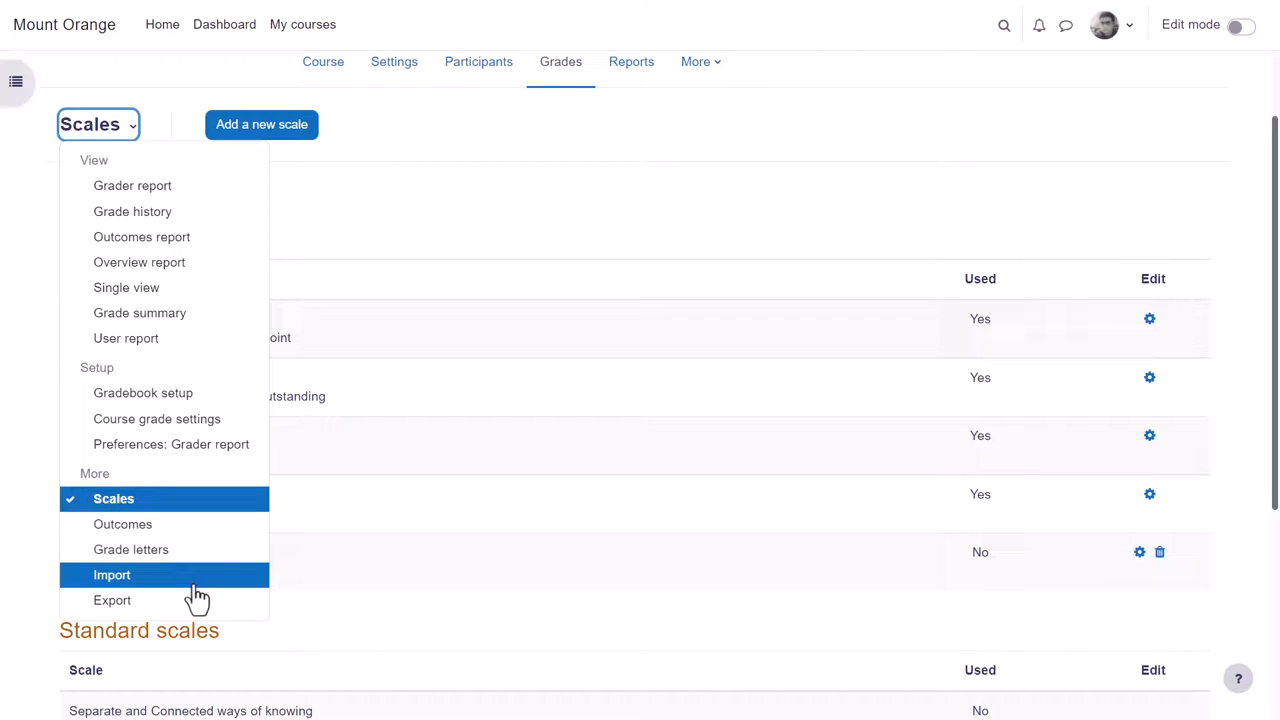 Mount Orange Home Dashboard My courses Edit mode
Course Settings Participants Grades Reports More
Scales Add a new scale
View
Grader report
Grade history
Outcomes report
Overview report
Single view
Grade summary
User report
Setup
Gradebook setup
Course grade settings
Preferences: Grader report
More
Scales
Outcomes
Grade letters
Import
Export
Used Edit
Yes
oint
Yes
utstanding
Yes
Yes
No
Standard scales
Scale Used Edit
Separate and Connected ways of knowing No
?